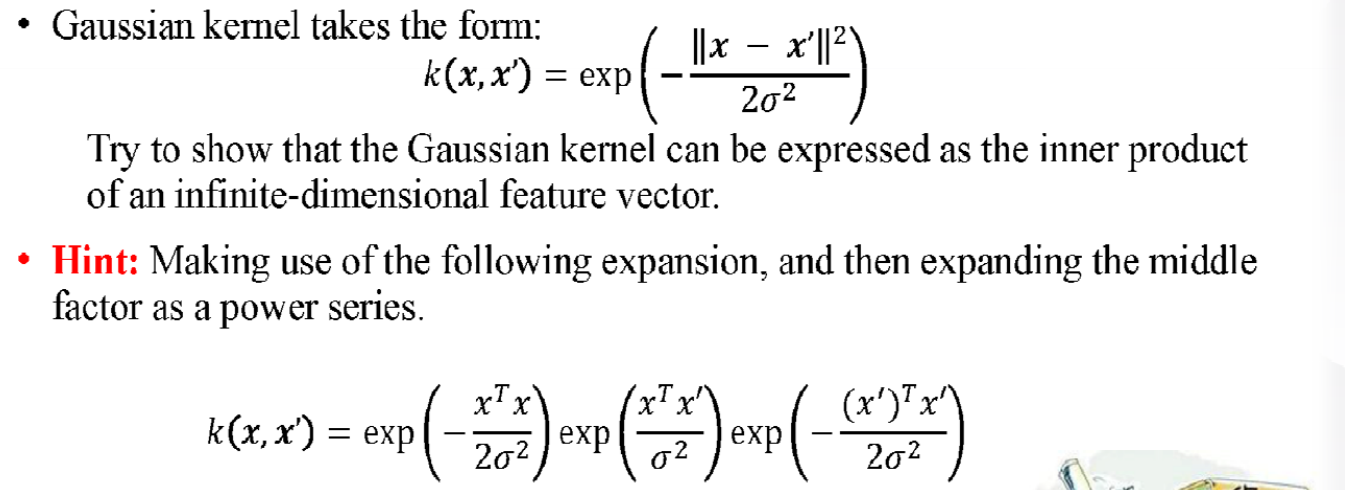 • Gaussian kernel takes the form:
k(x, x′) = exp(−‖x − x′‖²/2σ²)
Try to show that the Gaussian kernel can be expressed as the inner product
of an infinite-dimensional feature vector.
• Hint: Making use of the following expansion, and then expanding the middle
factor as a power series.
k(x, x′) = exp(−xᵀx/2σ²) exp(xᵀx′/σ²) exp(−(x′)ᵀx′/2σ²)